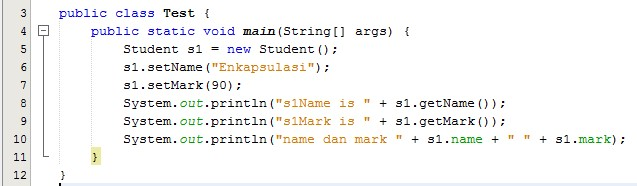 3 public class Test {
4 public static void main(String[] args) {
5 Student s1 = new Student();
6 s1.setName("Enkapsulasi");
7 s1.setMark(90);
8 System.out.println("s1Name is " + s1.getName());
9 System.out.println("s1Mark is " + s1.getMark());
10 System.out.println("name dan mark " + s1.name + " " + s1.mark);
11 }
12 }